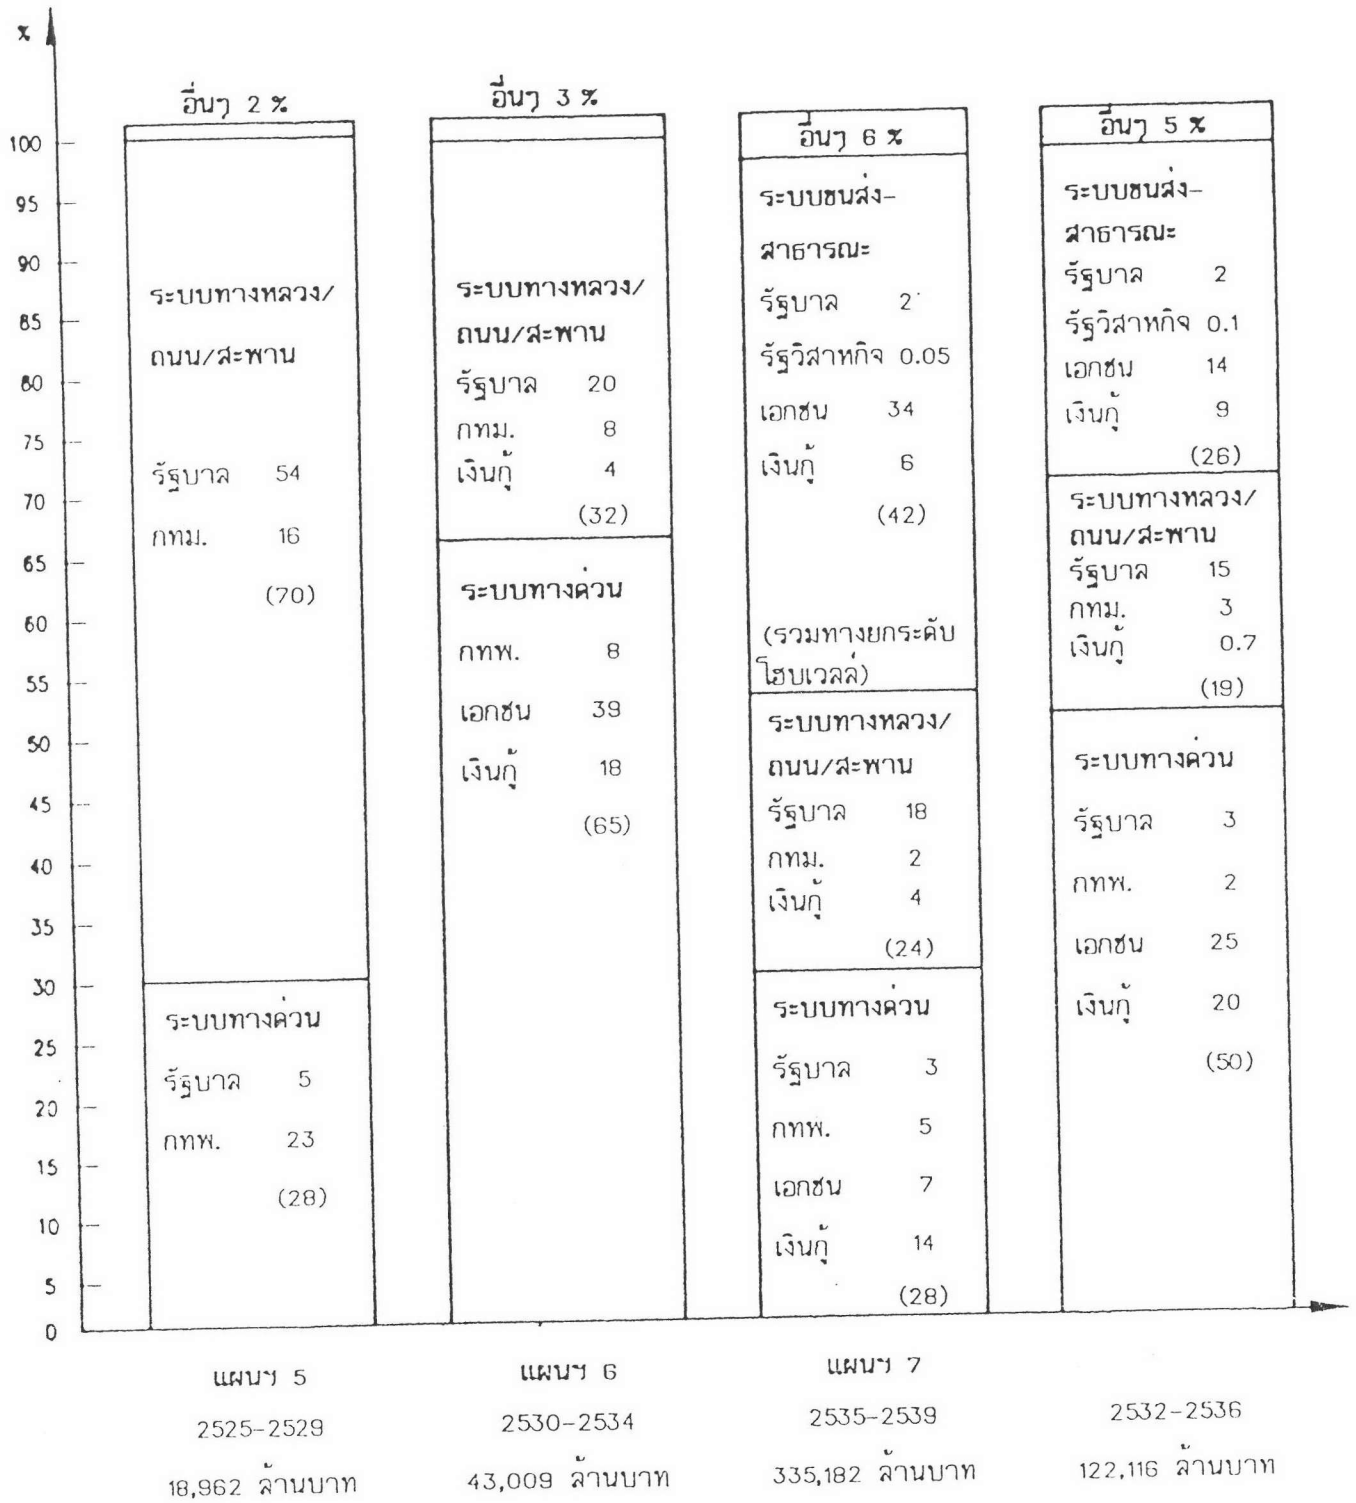 %
100
95
90
85
80
75
70
65
60
55
50
45
40
35
30
25
20
15
10
5
0
อื่นๆ 2 %
ระบบทางหลวง/
ถนน/สะพาน
รัฐบาล 54
กทม. 16
(70)
ระบบทางด่วน
รัฐบาล 5
กทพ. 23
(28)
แผนฯ 5
2525-2529
18,962 ล้านบาท
อื่นๆ 3 %
ระบบทางหลวง/
ถนน/สะพาน
รัฐบาล 20
กทม. 8
เงินกู้ 4
(32)
ระบบทางด่วน
กทพ. 8
เอกชน 39
เงินกู้ 18
(65)
แผนฯ 6
2530-2534
43,009 ล้านบาท
อื่นๆ 6 %
ระบบขนส่ง-
สาธารณะ
รัฐบาล 2
รัฐวิสาหกิจ 0.05
เอกชน 34
เงินกู้ 6
(42)
(รวมทางยกระดับ
โฮบเวลล์)
ระบบทางหลวง/
ถนน/สะพาน
รัฐบาล 18
กทม. 2
เงินกู้ 4
(24)
ระบบทางด่วน
รัฐบาล 3
กทพ. 5
เอกชน 7
เงินกู้ 14
(28)
แผนฯ 7
2535-2539
335,182 ล้านบาท
อื่นๆ 5 %
ระบบขนส่ง-
สาธารณะ
รัฐบาล 2
รัฐวิสาหกิจ 0.1
เอกชน 14
เงินกู้ 9
(26)
ระบบทางหลวง/
ถนน/สะพาน
รัฐบาล 15
กทม. 3
เงินกู้ 0.7
(19)
ระบบทางด่วน
รัฐบาล 3
กทพ. 2
เอกชน 25
เงินกู้ 20
(50)
2532-2536
122,116 ล้านบาท